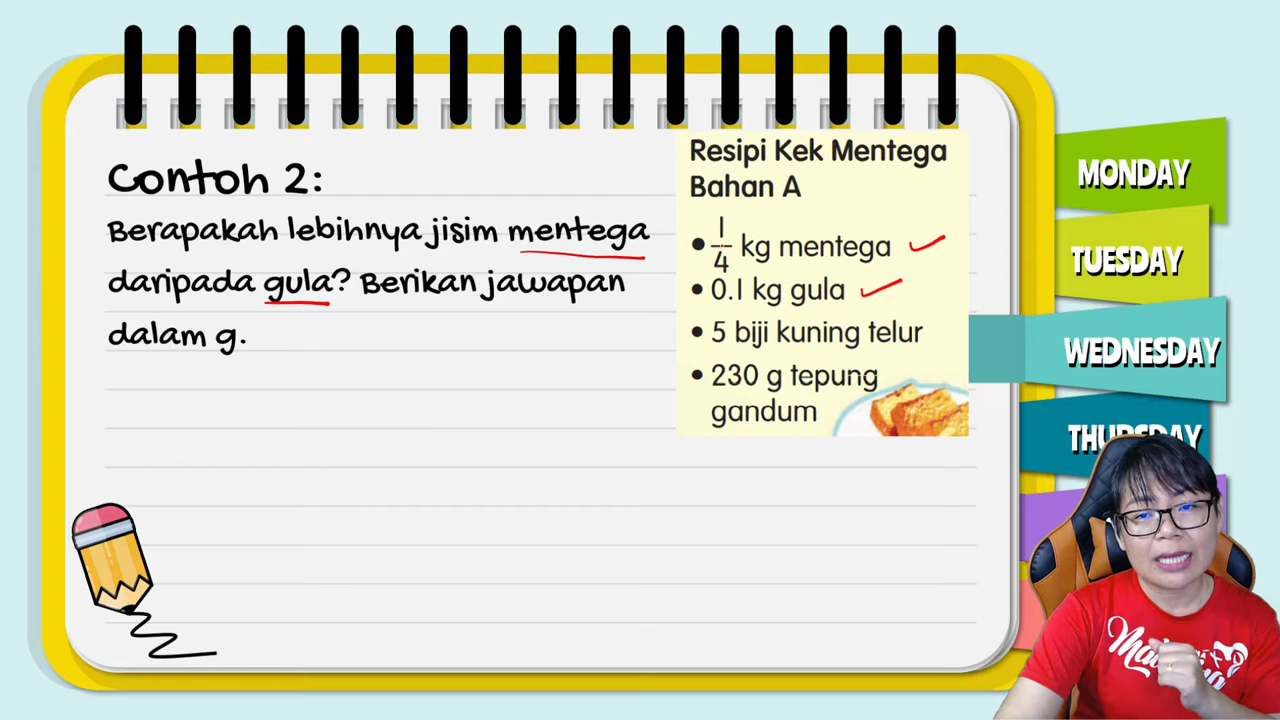 Contoh 2:
Berapakah lebihnya jisim mentega
daripada gula? Berikan jawapan
dalam g.
Resipi Kek Mentega
Bahan A
• 1/4 kg mentega
• 0.1 kg gula
• 5 biji kuning telur
• 230 g tepung
gandum
MONDAY
TUESDAY
WEDNESDAY
THURSDAY